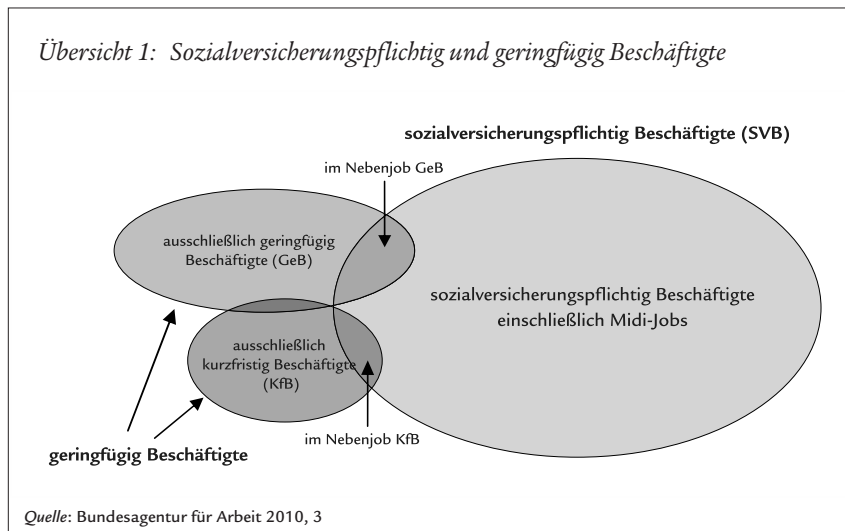 Übersicht 1: Sozialversicherungspflichtig und geringfügig Beschäftigte
sozialversicherungspflichtig Beschäftigte (SVB)
im Nebenjob GeB
ausschließlich geringfügig
Beschäftigte (GeB)
sozialversicherungspflichtig Beschäftigte
einschließlich Midi-Jobs
ausschließlich
kurzfristig Beschäftigte
(KfB)
im Nebenjob KfB
geringfügig Beschäftigte
Quelle: Bundesagentur für Arbeit 2010, 3